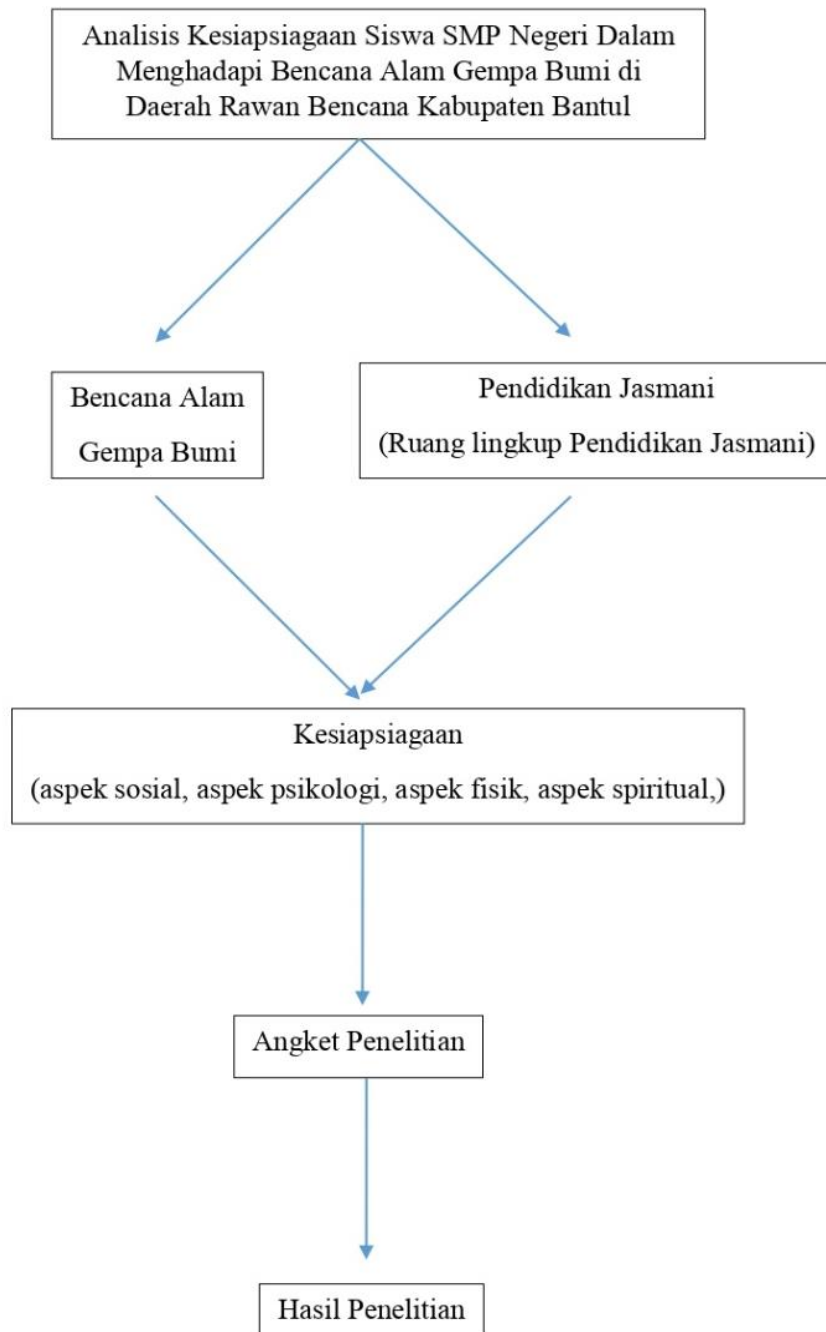 Analisis Kesiapsiagaan Siswa SMP Negeri Dalam
Menghadapi Bencana Alam Gempa Bumi di
Daerah Rawan Bencana Kabupaten Bantul
Bencana Alam
Gempa Bumi
Pendidikan Jasmani
(Ruang lingkup Pendidikan Jasmani)
Kesiapsiagaan
(aspek sosial, aspek psikologi, aspek fisik, aspek spiritual,)
Angket Penelitian
Hasil Penelitian